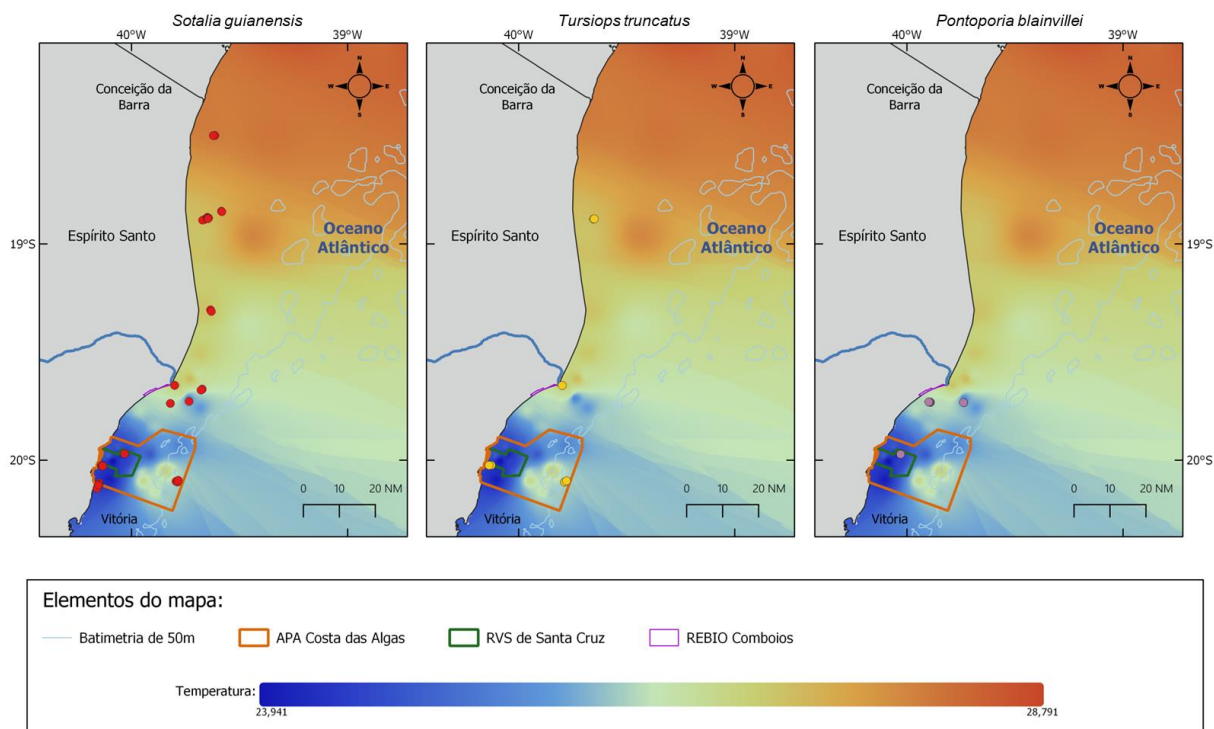 Sotalia guianensis
Tursiops truncatus
Pontoporia blainvillei
40°W
39°W
40°W
39°W
40°W
39°W
N
W
E
S
Conceição da
Barra
Espírito Santo
Oceano
Atlântico
Vitória
0
10
20 NM
N
W
E
S
Conceição da
Barra
Espírito Santo
Oceano
Atlântico
Vitória
0
10
20 NM
N
W
E
S
Conceição da
Barra
Espírito Santo
Oceano
Atlântico
Vitória
0
10
20 NM
19°S
20°S
19°S
20°S
Elementos do mapa:
Batimetria de 50m
APA Costa das Algas
RVS de Santa Cruz
REBIO Comboios
Temperatura:
23,941
28,791